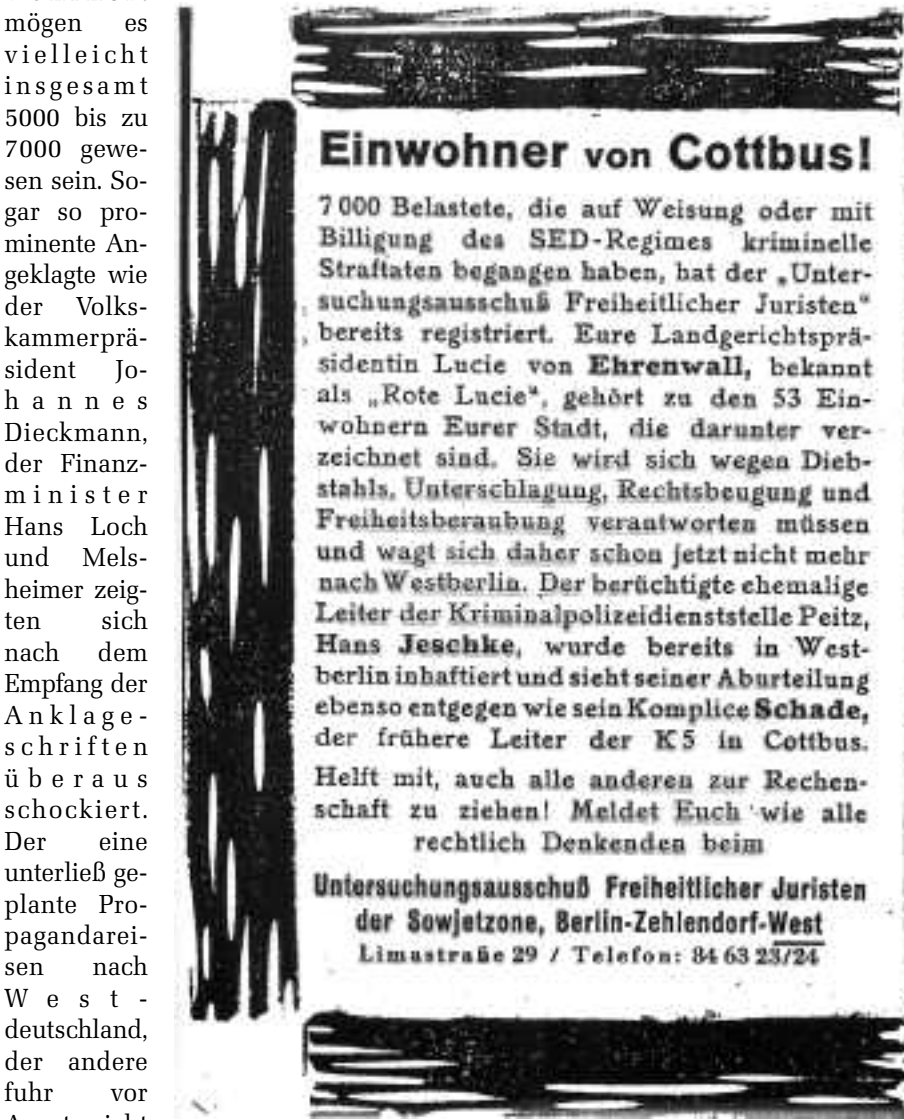 mögen es
vielleicht
insgesamt
5000 bis zu
7000 gewe-
sen sein. So-
gar so pro-
minente An-
geklagte wie
der Volks-
kammerprä-
sident Jo-
hannes
Dieckmann,
der Finanz-
minister
Hans Loch
und Mels-
heimer zeig-
ten sich
nach dem
Empfang der
Anklage-
schriften
überaus
schockiert.
Der eine
unterließ ge-
plante Pro-
pagandarei-
sen nach
West-
deutschland,
der andere
fuhr vor
Einwohner von Cottbus!
7000 Belastete, die auf Weisung oder mit
Billigung des SED-Regimes kriminelle
Straftaten begangen haben, hat der „Unter-
suchungsausschuß Freiheitlicher Juristen"
bereits registriert. Eure Landgerichtsprä-
sidentin Lucie von Ehrenwall, bekannt
als „Rote Lucie", gehört zu den 53 Ein-
wohnern Eurer Stadt, die darunter ver-
zeichnet sind. Sie wird sich wegen Dieb-
stahls, Unterschlagung, Rechtsbeugung und
Freiheitsberaubung verantworten müssen
und wagt sich daher schon jetzt nicht mehr
nach Westberlin. Der berüchtigte ehemalige
Leiter der Kriminalpolizeidienststelle Peitz,
Hans Jeschke, wurde bereits in West-
berlin inhaftiert und sieht seiner Aburteilung
ebenso entgegen wie sein Komplice Schade,
der frühere Leiter der K 5 in Cottbus.
Helft mit, auch alle anderen zur Rechen-
schaft zu ziehen! Meldet Euch wie alle
rechtlich Denkenden beim
Untersuchungsausschuß Freiheitlicher Juristen
der Sowjetzone, Berlin-Zehlendorf-West
Limastraße 29 / Telefon: 84 63 23/24